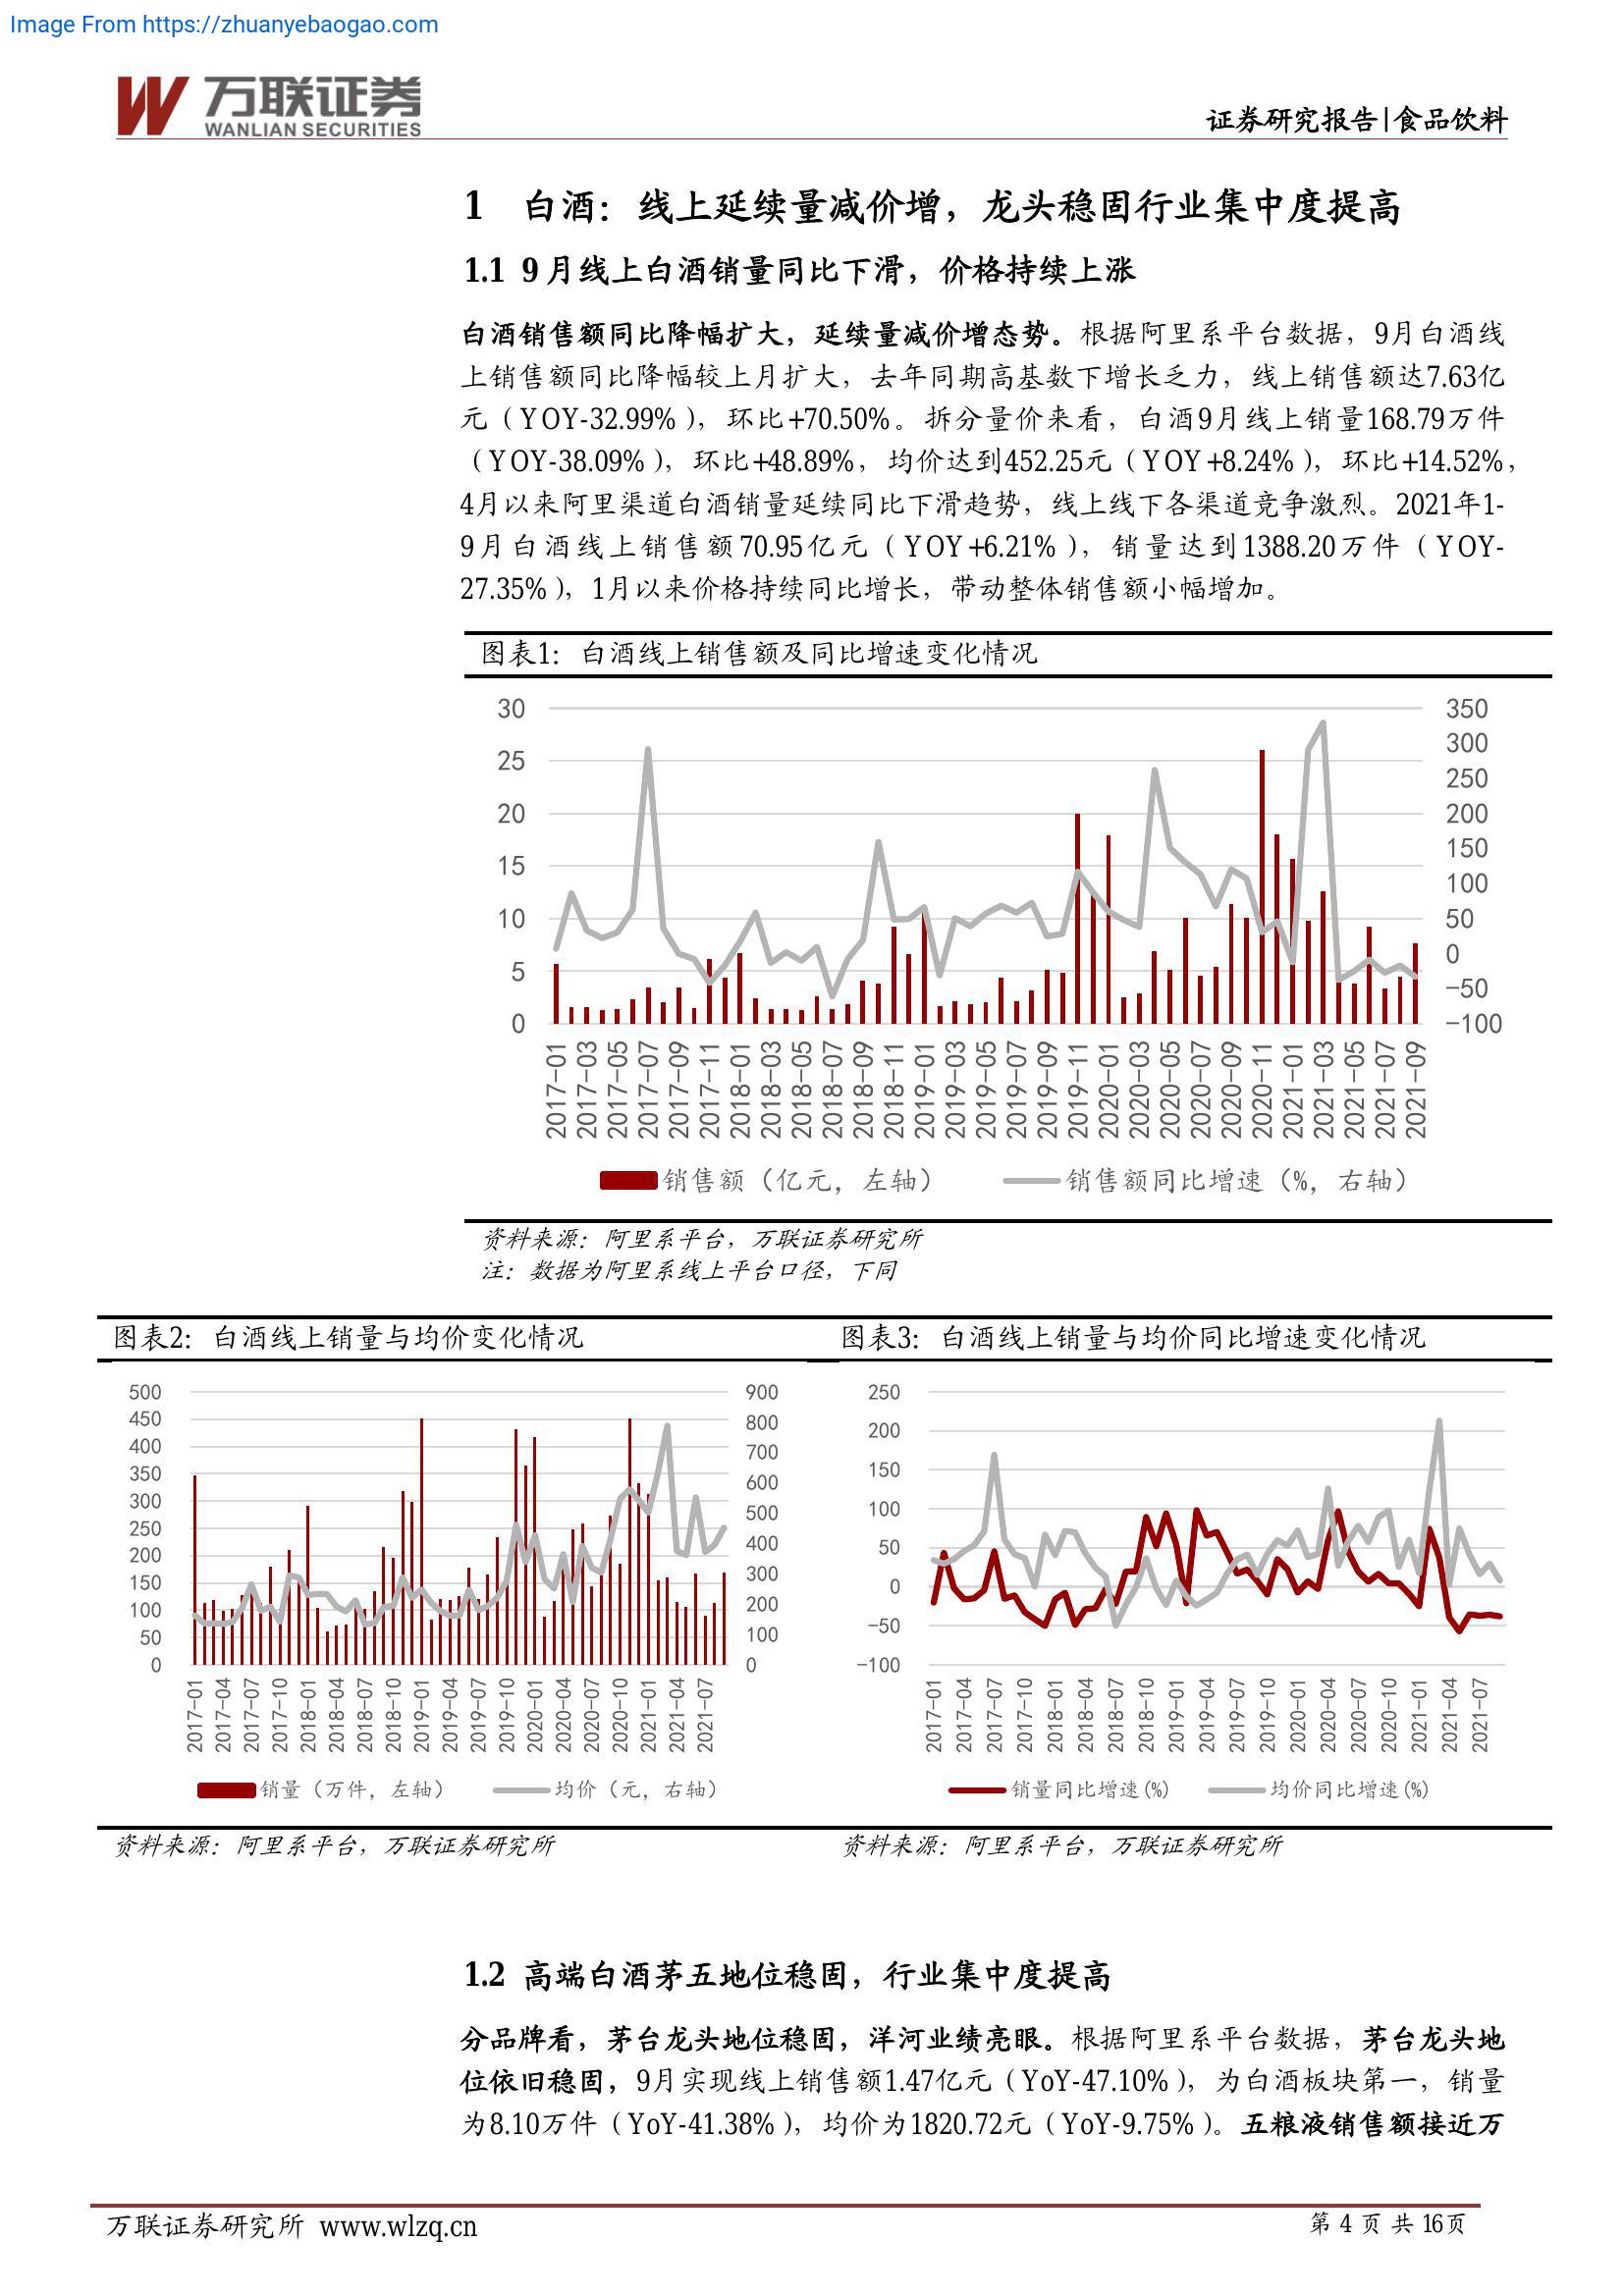 Image From https://zhuanyebaogao.com
万联证券
WANLIAN SECURITIES
证券研究报告|食品饮料
1 白酒：线上延续量减价增，龙头稳固行业集中度提高
1.1 9月线上白酒销量同比下滑，价格持续上涨
白酒销售额同比降幅扩大，延续量减价增态势。根据阿里系平台数据，9月白酒线
上销售额同比降幅较上月扩大，去年同期高基数下增长乏力，线上销售额达7.63亿
元（YOY-32.99%），环比+70.50%。拆分量价来看，白酒9月线上销量168.79万件
（YOY-38.09%），环比+48.89%，均价达到452.25元（YOY+8.24%），环比+14.52%，
4月以来阿里渠道白酒销量延续同比下滑趋势，线上线下各渠道竞争激烈。2021年1-
9月白酒线上销售额70.95亿元（YOY+6.21%），销量达到1388.20万件（YOY-
27.35%），1月以来价格持续同比增长，带动整体销售额小幅增加。
图表1：白酒线上销售额及同比增速变化情况
30 350
300
25
250
20 200
150
15
100
10 50
0
5
-50
0 -100
2017-01 2017-03 2017-05 2017-07 2017-09 2017-11 2018-01 2018-03 2018-05 2018-07 2018-09 2018-11 2019-01 2019-03 2019-05 2019-07 2019-09 2019-11 2020-01 2020-03 2020-05 2020-07 2020-09 2020-11 2021-01 2021-03 2021-05 2021-07 2021-09
销售额（亿元，左轴） 销售额同比增速（%，右轴）
资料来源：阿里系平台，万联证券研究所
注：数据为阿里系线上平台口径，下同
图表2：白酒线上销量与均价变化情况
500 900
450 800
400 700
350 600
300 500
250 400
200 300
150 200
100 100
50 0
0
2017-01 2017-04 2017-07 2017-10 2018-01 2018-04 2018-07 2018-10 2019-01 2019-04 2019-07 2019-10 2020-01 2020-04 2020-07 2020-10 2021-01 2021-04 2021-07
销量（万件，左轴） 均价（元，右轴）
资料来源：阿里系平台，万联证券研究所
图表3：白酒线上销量与均价同比增速变化情况
250
200
150
100
50
0
-50
-100
2017-01 2017-04 2017-07 2017-10 2018-01 2018-04 2018-07 2018-10 2019-01 2019-04 2019-07 2019-10 2020-01 2020-04 2020-07 2020-10 2021-01 2021-04 2021-07
销量同比增速(%) 均价同比增速(%)
资料来源：阿里系平台，万联证券研究所
1.2 高端白酒茅五地位稳固，行业集中度提高
分品牌看，茅台龙头地位稳固，洋河业绩亮眼。根据阿里系平台数据，茅台龙头地
位依旧稳固，9月实现线上销售额1.47亿元（YoY-47.10%），为白酒板块第一，销量
为8.10万件（YoY-41.38%），均价为1820.72元（YoY-9.75%）。五粮液销售额接近万
万联证券研究所 www.wlzq.cn
第 4 页 共 16页